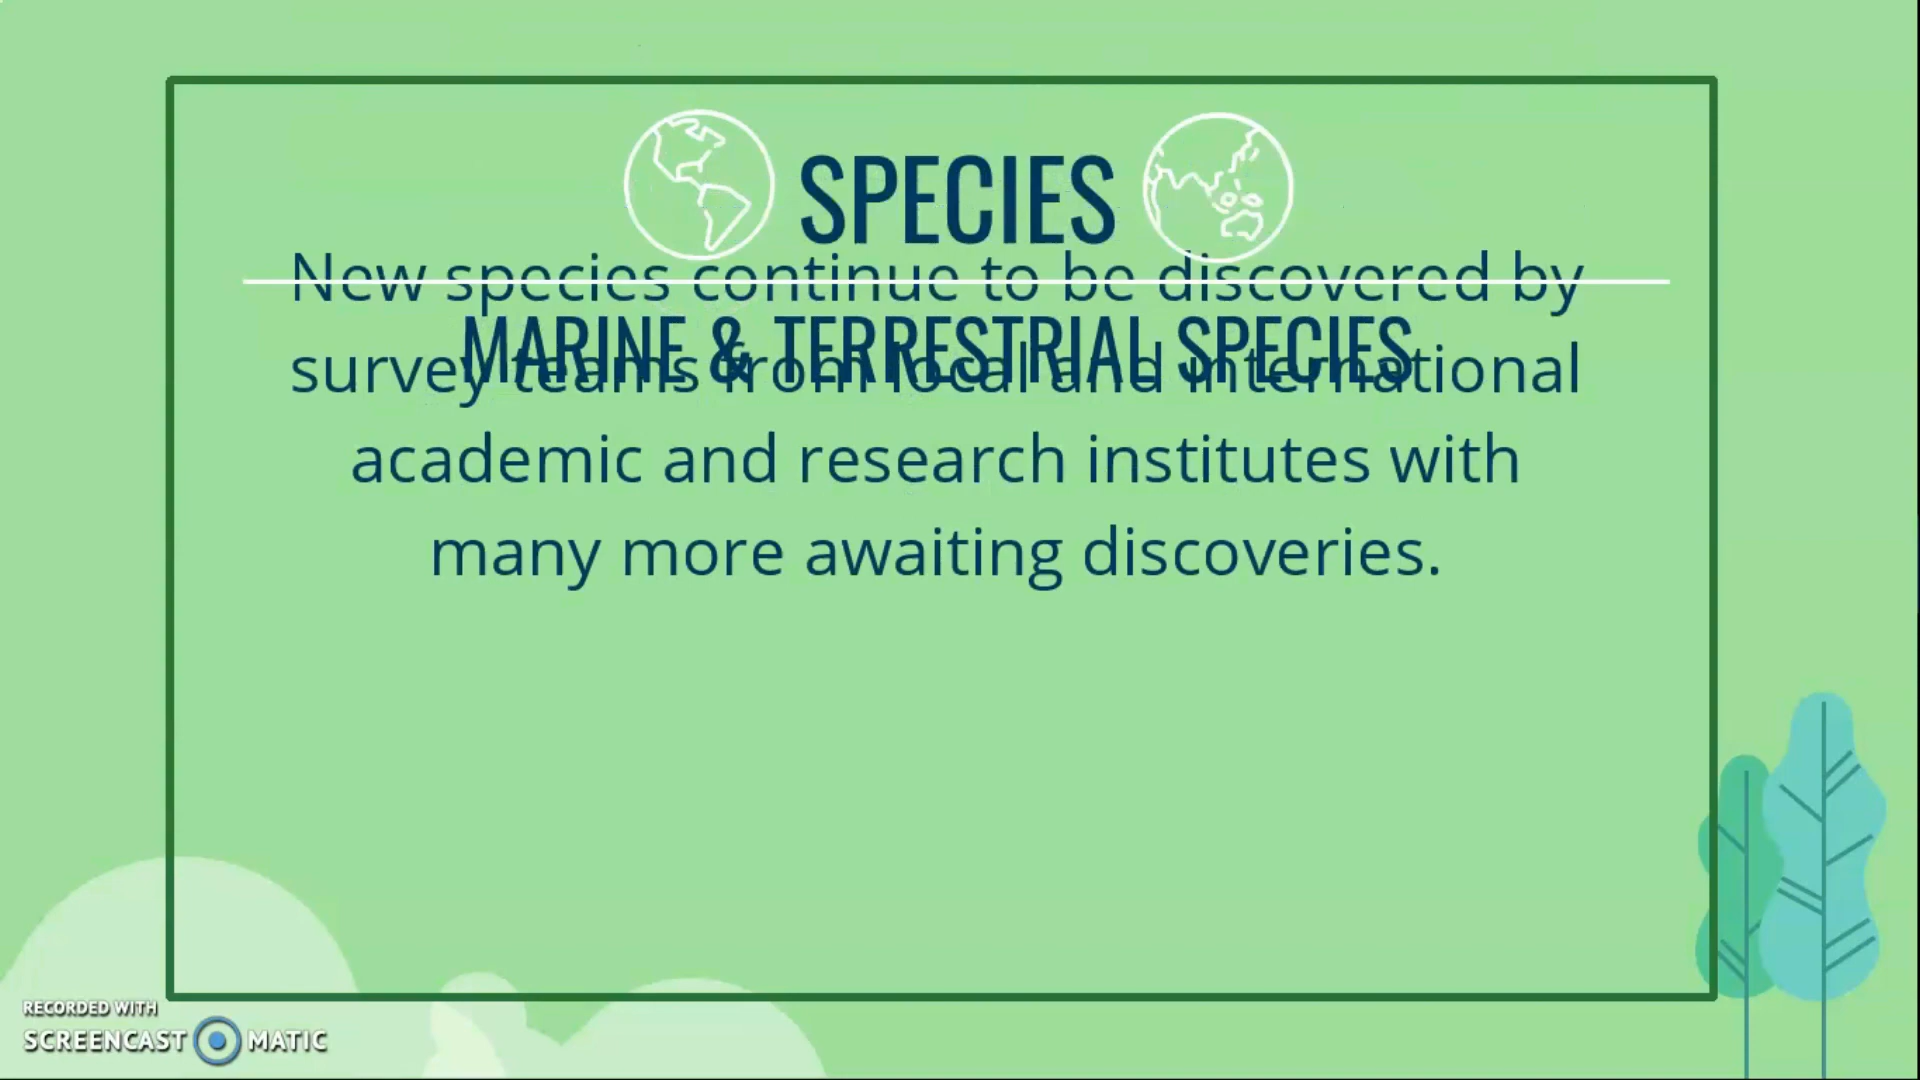 SPECIES
New species continue to be discovered by
MARINE & TERRESTRIAL SPECIES
survey teams from local and international
academic and research institutes with
many more awaiting discoveries.
RECORDED WITH
SCREENCAST MATIC